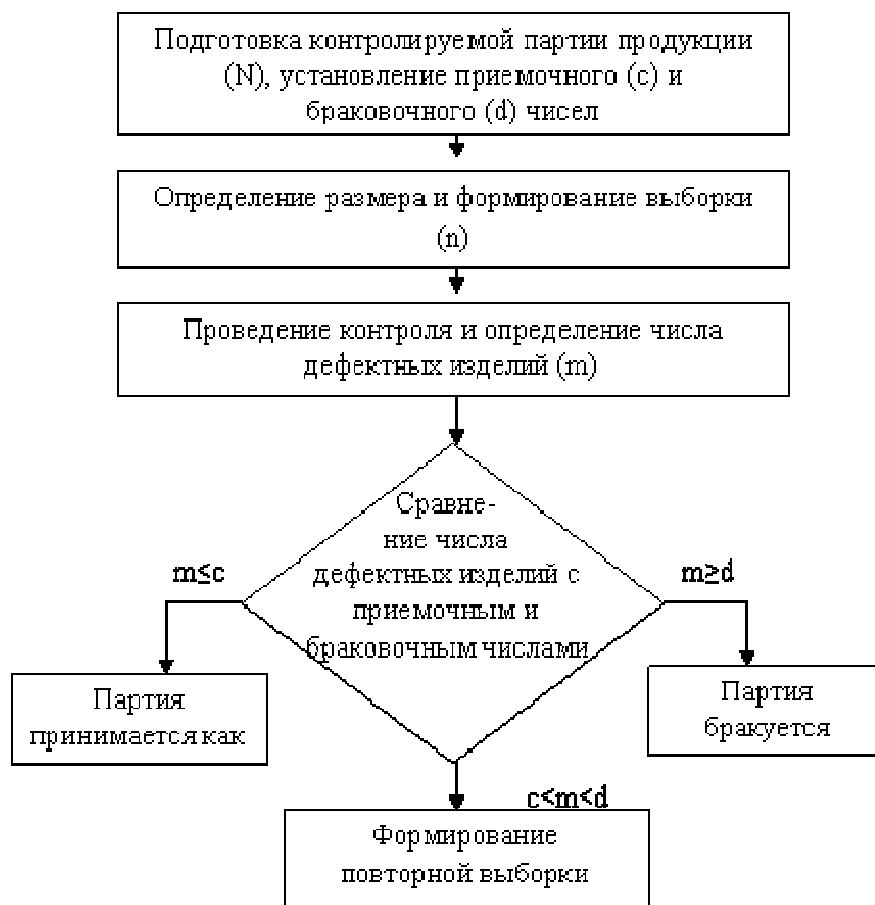 Подготовка контролируемой партии продукции
(N), установление приемочного (с) и
браковочного (d) чисел
Определение размера и формирование выборки
(n)
Проведение контроля и определение числа
дефектных изделий (m)
Сравне-
ние числа
дефектных изделий с
приемочным и
браковочным числами
m≤c
m≥d
Партия
принимается как
Партия
бракуется
c<m<d
Формирование
повторной выборки